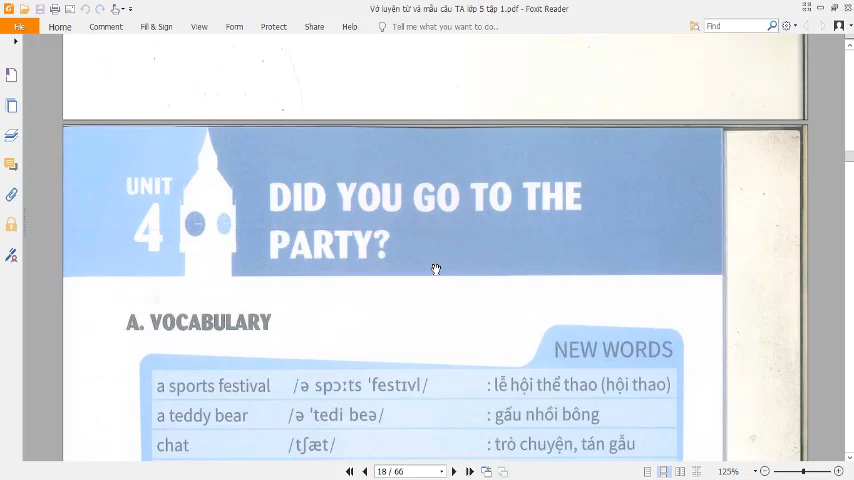 Vở luyện từ và mẫu câu TA lớp 5 tập 1.pdf - Foxit Reader
File Home Comment Fill & Sign View Form Protect Share Help Tell me what you want to do.. Find
UNIT
4
DID YOU GO TO THE
PARTY?
A. VOCABULARY
NEW WORDS
a sports festival /ə spɔːts ˈfestɪvl/ : lễ hội thể thao (hội thao)
a teddy bear /ə ˈtedi beə/ : gấu nhồi bông
chat /tʃæt/ : trò chuyện, tán gẫu
18 / 66 125%